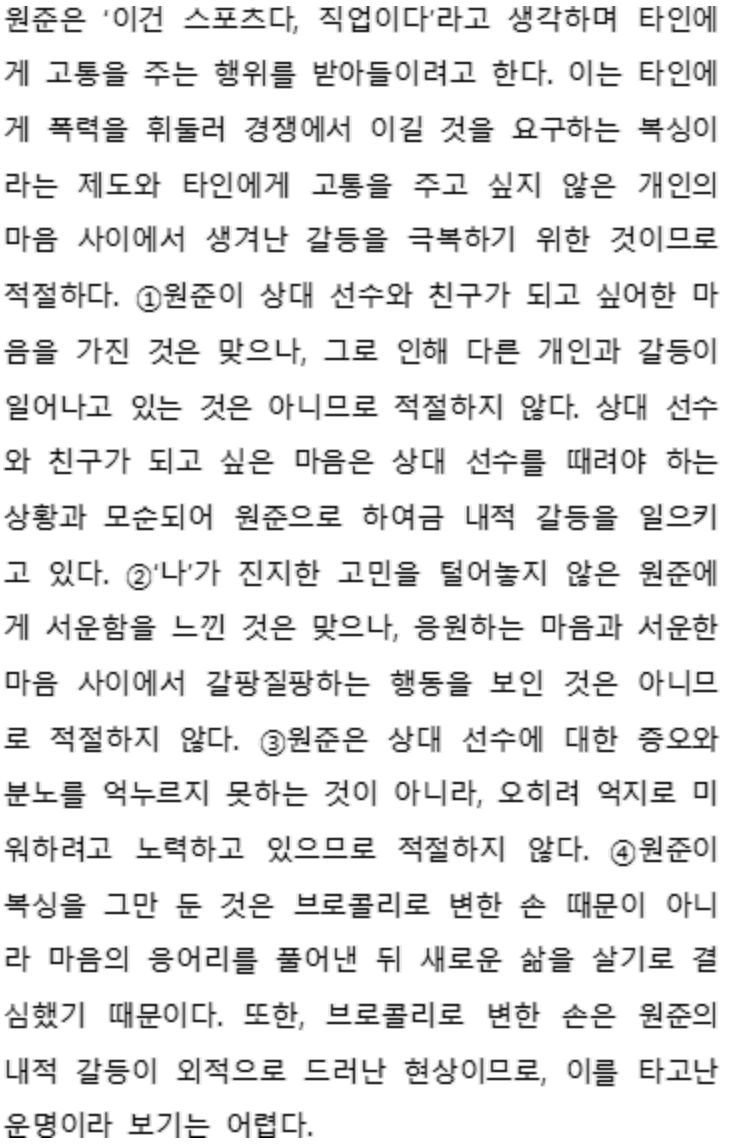 원준은 '이건 스포츠다, 직업이다'라고 생각하며 타인에
게 고통을 주는 행위를 받아들이려고 한다. 이는 타인에
게 폭력을 휘둘러 경쟁에서 이길 것을 요구하는 복싱이
라는 제도와 타인에게 고통을 주고 싶지 않은 개인의
마음 사이에서 생겨난 갈등을 극복하기 위한 것이므로
적절하다. ①원준이 상대 선수와 친구가 되고 싶어한 마
음을 가진 것은 맞으나, 그로 인해 다른 개인과 갈등이
일어나고 있는 것은 아니므로 적절하지 않다. 상대 선수
와 친구가 되고 싶은 마음은 상대 선수를 때려야 하는
상황과 모순되어 원준으로 하여금 내적 갈등을 일으키
고 있다. ②'나'가 진지한 고민을 털어놓지 않은 원준에
게 서운함을 느낀 것은 맞으나, 응원하는 마음과 서운한
마음 사이에서 갈팡질팡하는 행동을 보인 것은 아니므
로 적절하지 않다. ③원준은 상대 선수에 대한 증오와
분노를 억누르지 못하는 것이 아니라, 오히려 억지로 미
워하려고 노력하고 있으므로 적절하지 않다. ④원준이
복싱을 그만 둔 것은 브로콜리로 변한 손 때문이 아니
라 마음의 응어리를 풀어낸 뒤 새로운 삶을 살기로 결
심했기 때문이다. 또한, 브로콜리로 변한 손은 원준의
내적 갈등이 외적으로 드러난 현상이므로, 이를 타고난
운명이라 보기는 어렵다.